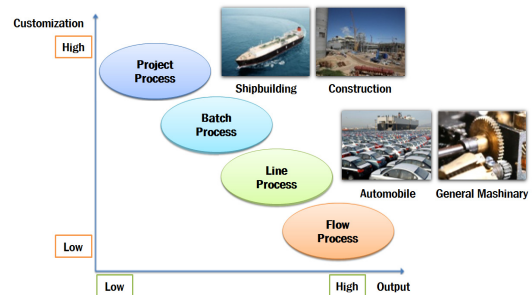 Customization
High
Project
Process
Shipbuilding
Construction
Batch
Process
Line
Process
Automobile
General Mashinary
Flow
Process
Low
Low
High
Output